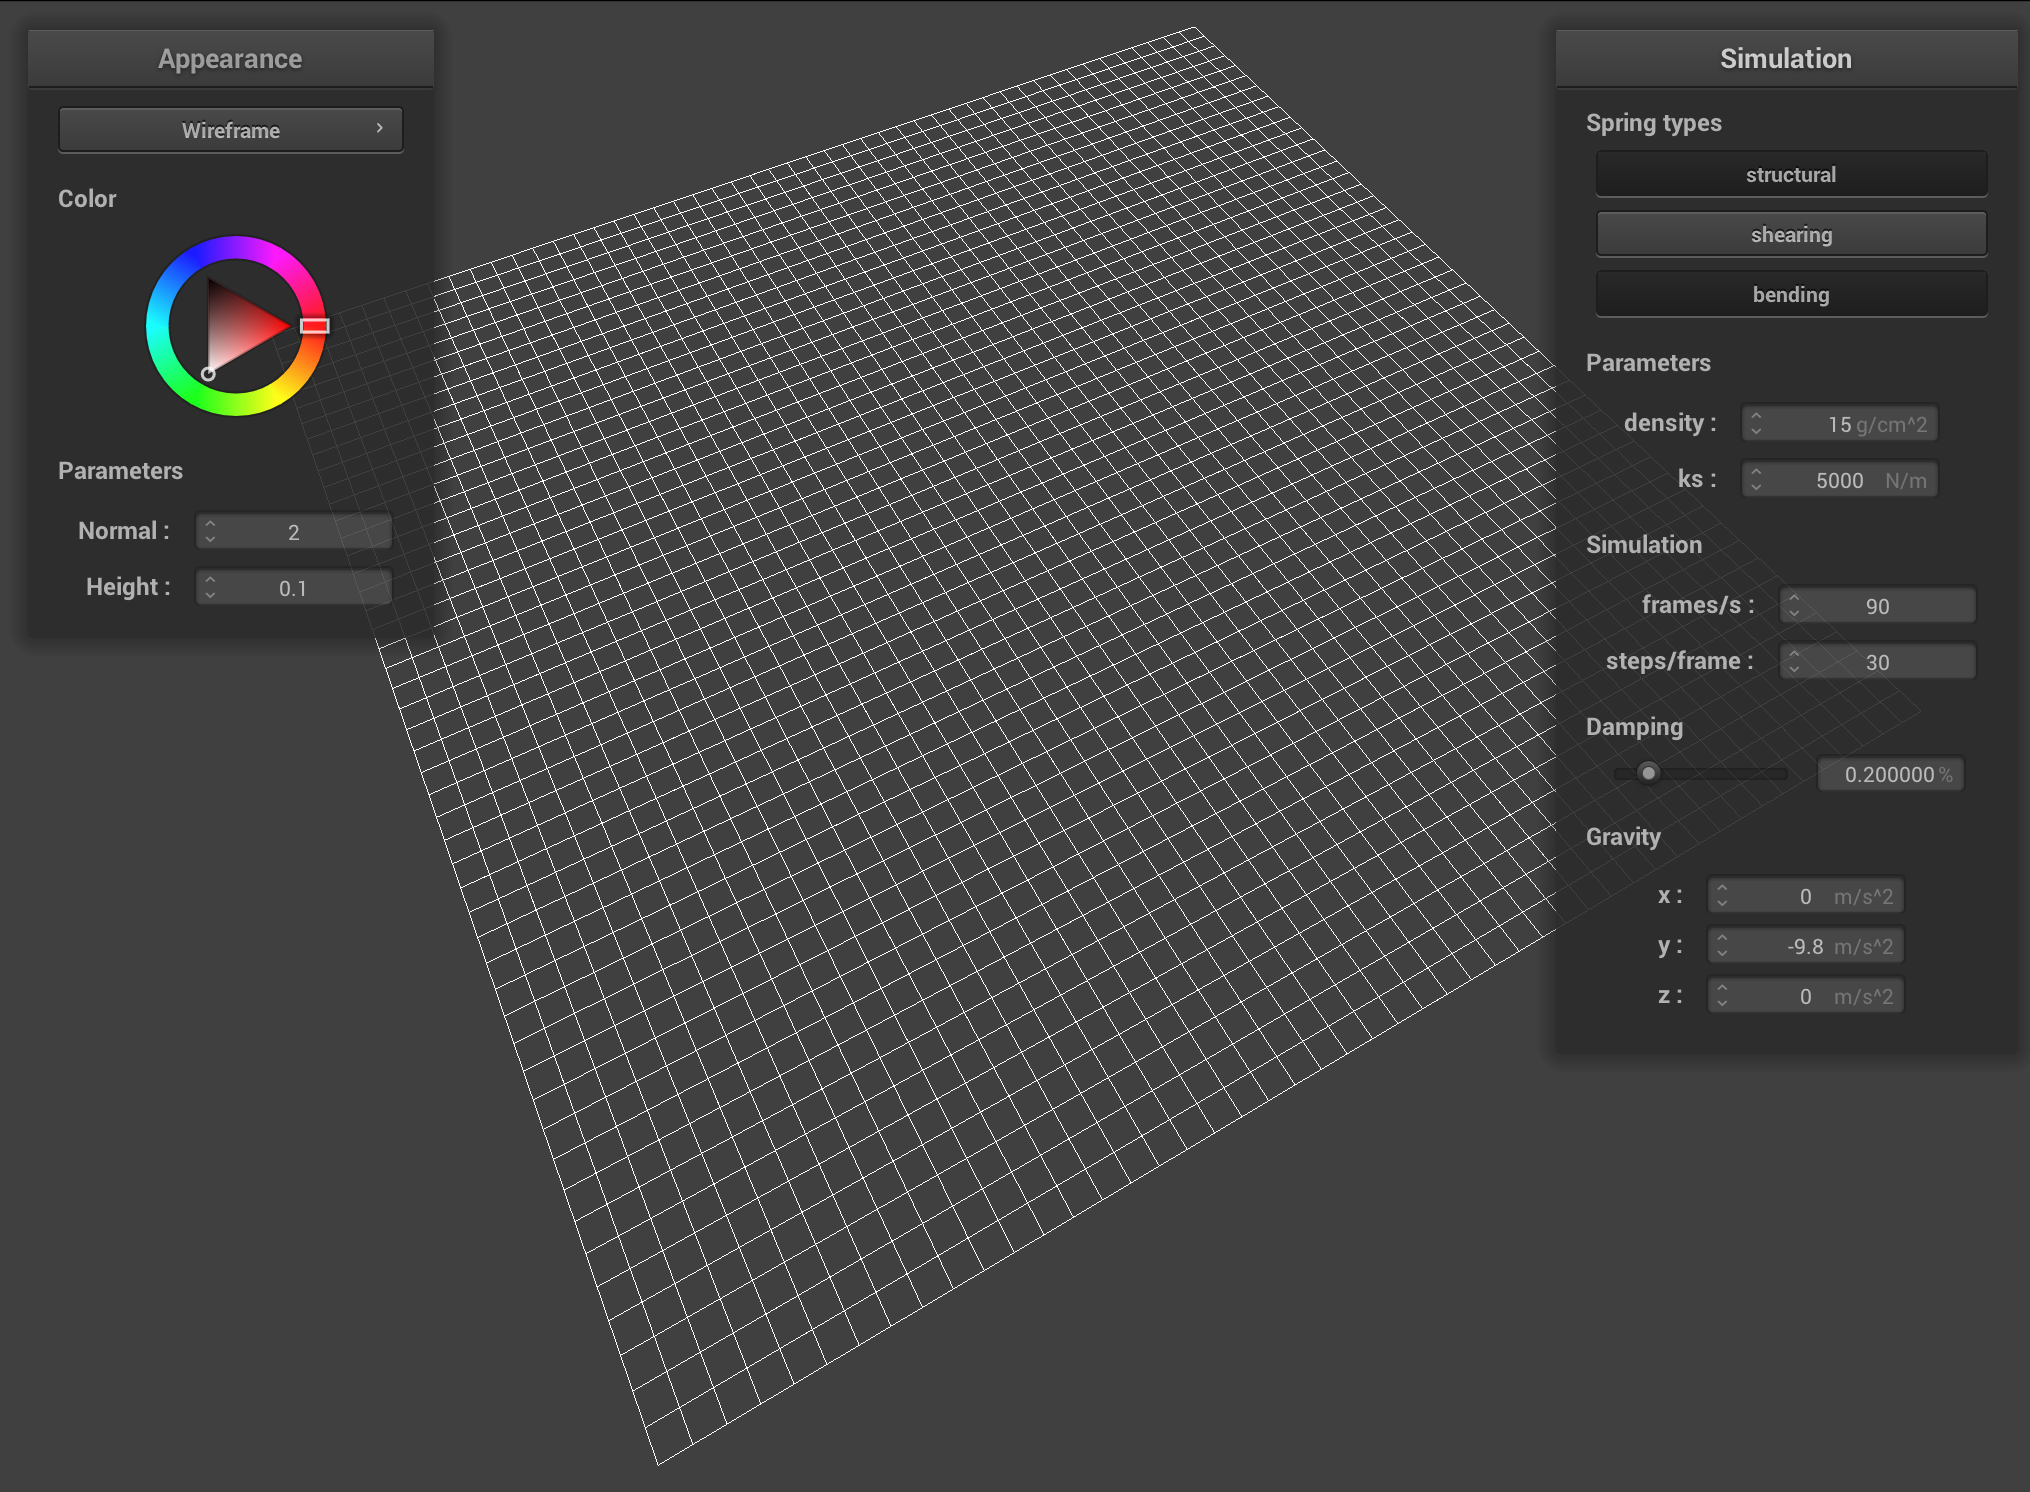 Appearance
Wireframe
Color
Parameters
Normal : 2
Height : 0.1
Simulation
Spring types
structural
shearing
bending
Parameters
density : 15 g/cm^2
ks : 5000 N/m
Simulation
frames/s : 90
steps/frame : 30
Damping
0.200000 %
Gravity
x : 0 m/s^2
y : -9.8 m/s^2
z : 0 m/s^2